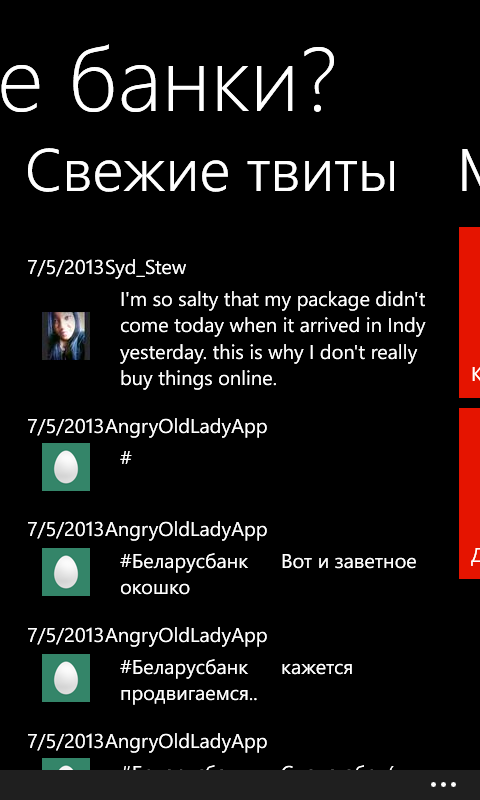 е банки?
Свежие твиты
7/5/2013Syd_Stew
I'm so salty that my package didn't
come today when it arrived in Indy
yesterday. this is why I don't really
buy things online.
7/5/2013AngryOldLadyApp
#
7/5/2013AngryOldLadyApp
#Беларусбанк Вот и заветное
окошко
7/5/2013AngryOldLadyApp
#Беларусбанк кажется
продвигаемся..
7/5/2013AngryOldLadyApp